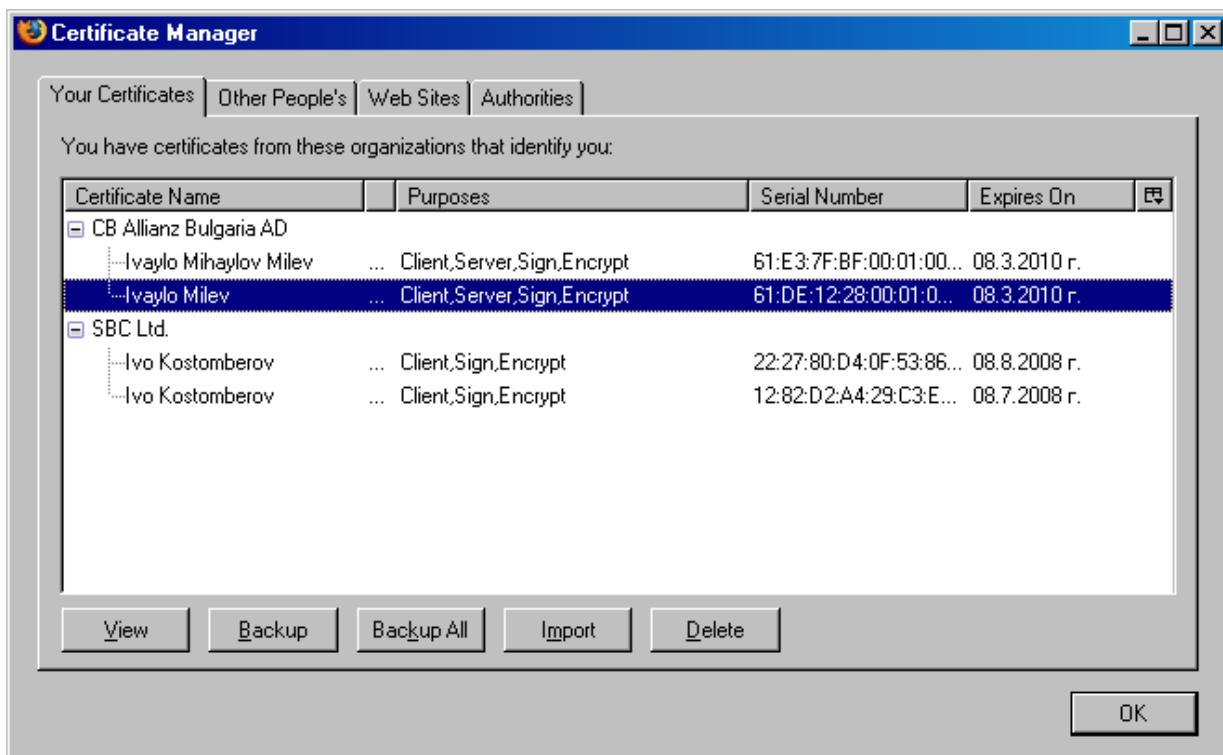 Certificate Manager
Your Certificates Other People's Web Sites Authorities
You have certificates from these organizations that identify you:
Certificate Name Purposes Serial Number Expires On
CB Allianz Bulgaria AD
Ivaylo Mihaylov Milev ... Client,Server,Sign,Encrypt 61:E3:7F:BF:00:01:00... 08.3.2010 г.
Ivaylo Milev ... Client,Server,Sign,Encrypt 61:DE:12:28:00:01:0... 08.3.2010 г.
SBC Ltd.
Ivo Kostomberov ... Client,Sign,Encrypt 22:27:80:D4:0F:53:86... 08.8.2008 г.
Ivo Kostomberov ... Client,Sign,Encrypt 12:82:D2:A4:29:C3:E... 08.7.2008 г.
View Backup Backup All Import Delete
OK